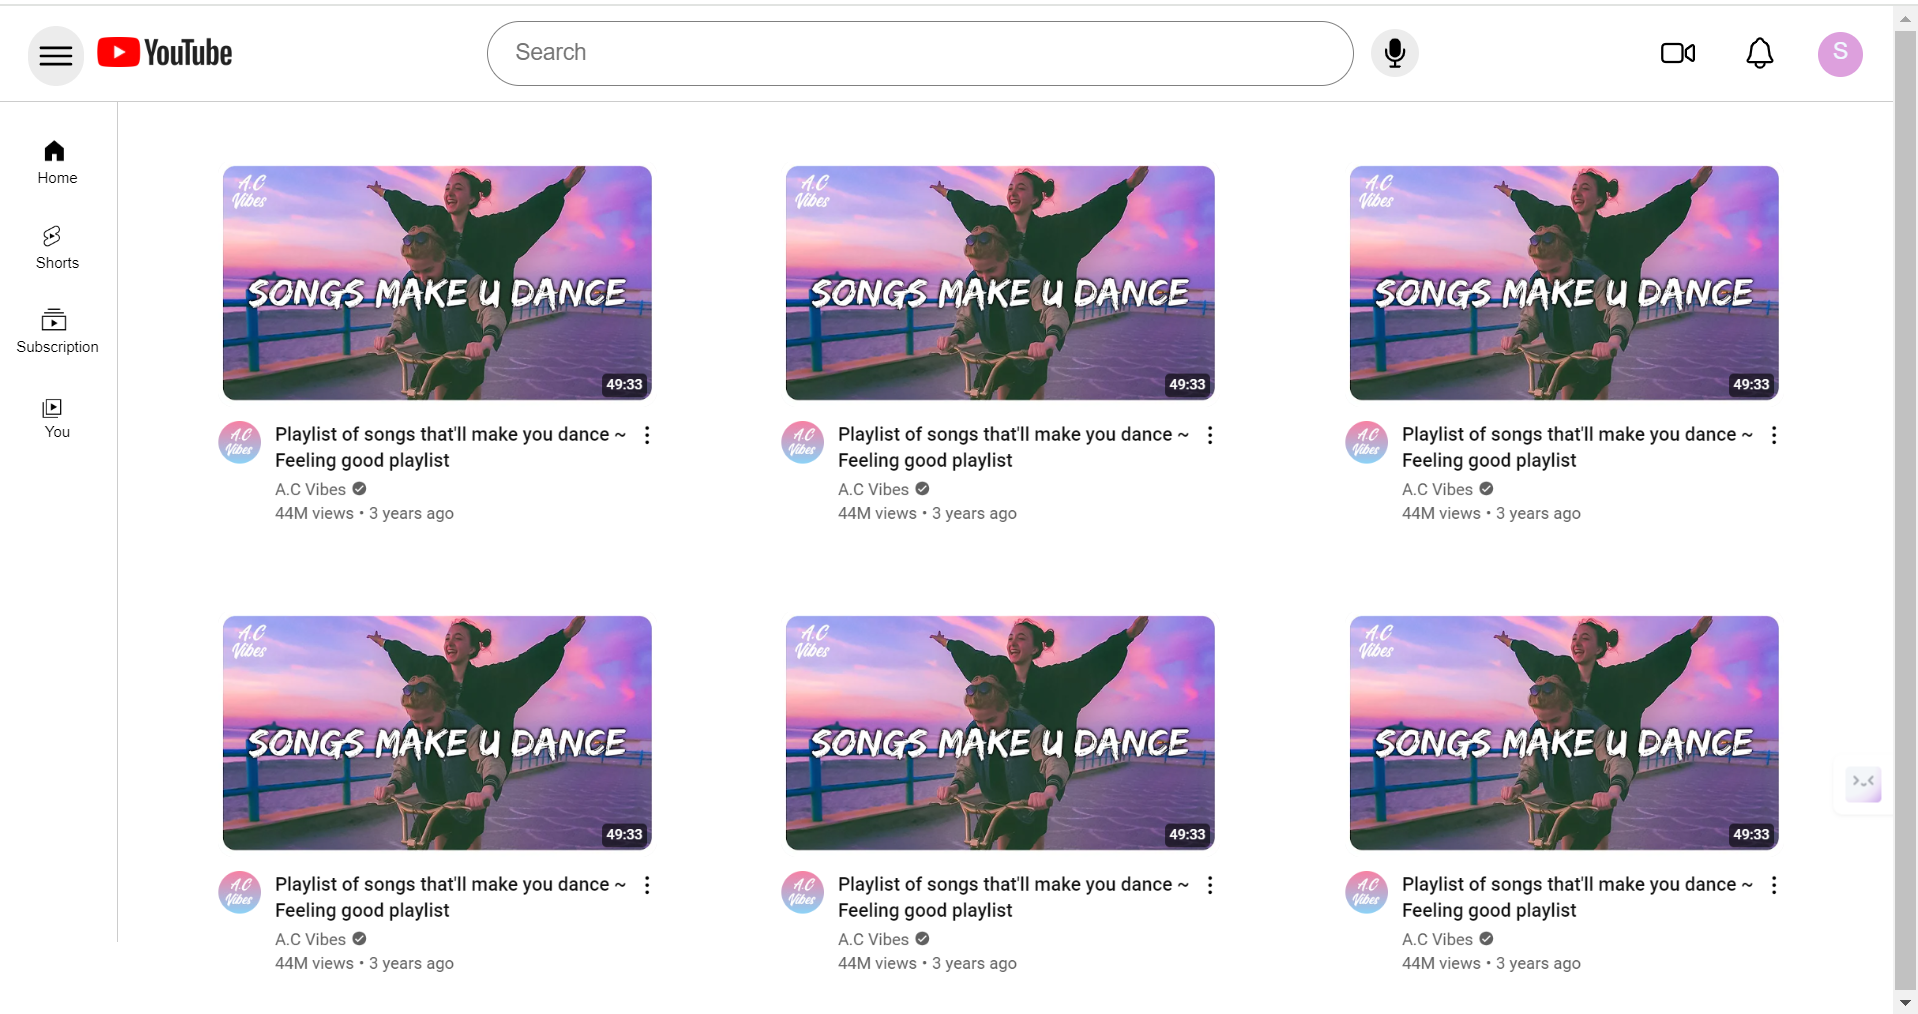 YouTube
Search
S
Home
Shorts
Subscription
You
A.C
Vibes
SONGS MAKE U DANCE
49:33
A.C
Vibes
Playlist of songs that'll make you dance ~
Feeling good playlist
A.C Vibes
44M views • 3 years ago
A.C
Vibes
SONGS MAKE U DANCE
49:33
A.C
Vibes
Playlist of songs that'll make you dance ~
Feeling good playlist
A.C Vibes
44M views • 3 years ago
A.C
Vibes
SONGS MAKE U DANCE
49:33
A.C
Vibes
Playlist of songs that'll make you dance ~
Feeling good playlist
A.C Vibes
44M views • 3 years ago
A.C
Vibes
SONGS MAKE U DANCE
49:33
A.C
Vibes
Playlist of songs that'll make you dance ~
Feeling good playlist
A.C Vibes
44M views • 3 years ago
A.C
Vibes
SONGS MAKE U DANCE
49:33
A.C
Vibes
Playlist of songs that'll make you dance ~
Feeling good playlist
A.C Vibes
44M views • 3 years ago
A.C
Vibes
SONGS MAKE U DANCE
49:33
A.C
Vibes
Playlist of songs that'll make you dance ~
Feeling good playlist
A.C Vibes
44M views • 3 years ago